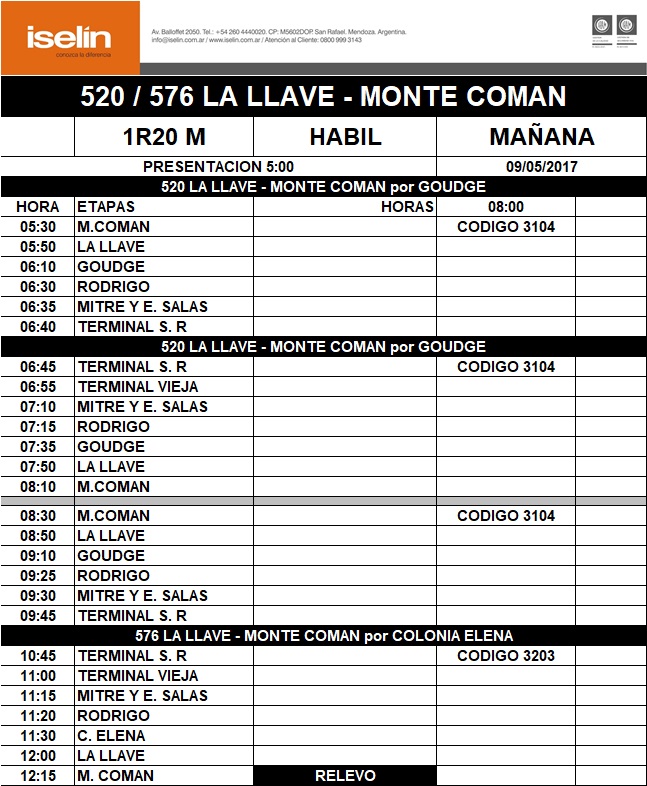 iselín
conozca la diferencia
Av. Balloffet 2050. Tel.: +54 260 4440020. CP: M5602DOP. San Rafael. Mendoza. Argentina.
info@iselin.com.ar / www.iselin.com.ar / Atención al Cliente: 0800 999 3143
520 / 576 LA LLAVE - MONTE COMAN
1R20 M HABIL MAÑANA
PRESENTACION 5:00 09/05/2017
520 LA LLAVE - MONTE COMAN por GOUDGE
HORA ETAPAS HORAS 08:00
05:30 M.COMAN CODIGO 3104
05:50 LA LLAVE
06:10 GOUDGE
06:30 RODRIGO
06:35 MITRE Y E. SALAS
06:40 TERMINAL S. R
520 LA LLAVE - MONTE COMAN por GOUDGE
06:45 TERMINAL S. R CODIGO 3104
06:55 TERMINAL VIEJA
07:10 MITRE Y E. SALAS
07:15 RODRIGO
07:35 GOUDGE
07:50 LA LLAVE
08:10 M.COMAN
08:30 M.COMAN CODIGO 3104
08:50 LA LLAVE
09:10 GOUDGE
09:25 RODRIGO
09:30 MITRE Y E. SALAS
09:45 TERMINAL S. R
576 LA LLAVE - MONTE COMAN por COLONIA ELENA
10:45 TERMINAL S. R CODIGO 3203
11:00 TERMINAL VIEJA
11:15 MITRE Y E. SALAS
11:20 RODRIGO
11:30 C. ELENA
12:00 LA LLAVE
12:15 M. COMAN RELEVO